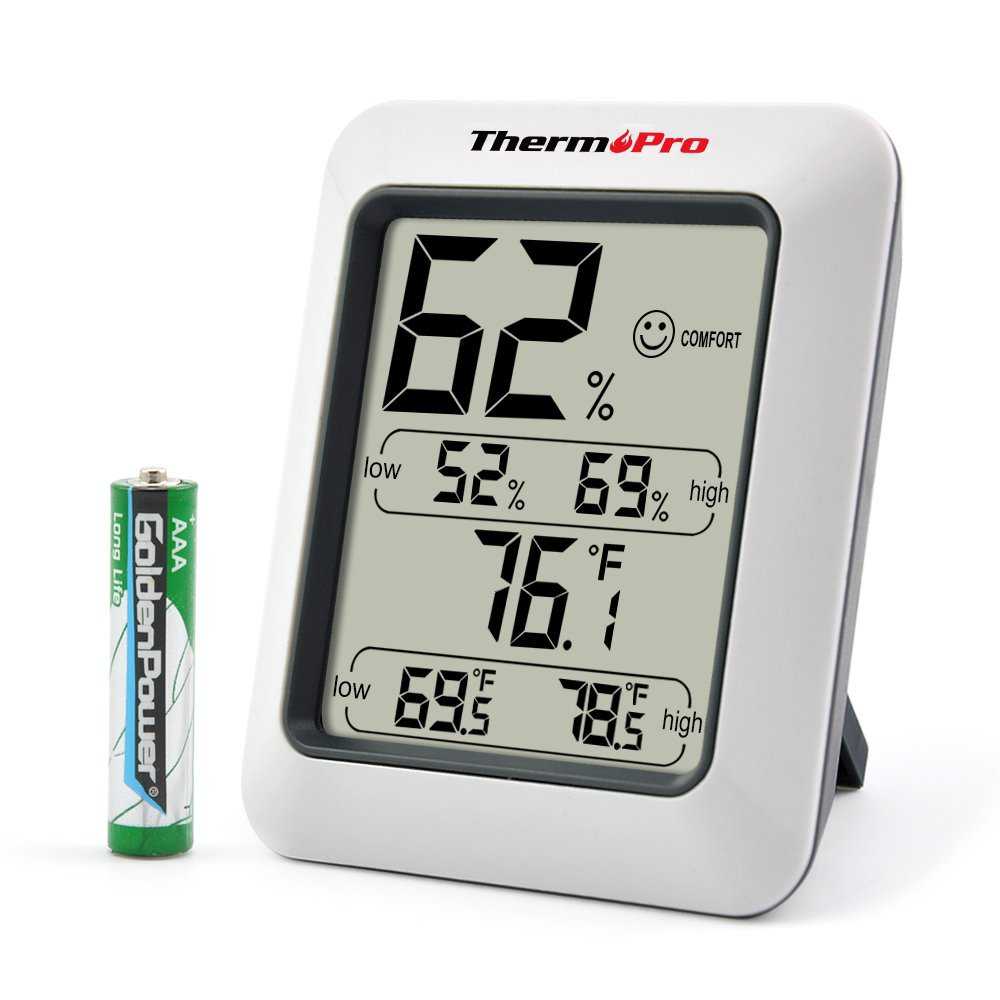 ThermoPro
62 %
COMFORT
low 52% 69% high
76.1 °F
low 69.5 °F 78.5 °F high
AAA
GoldenPower®
Long Life